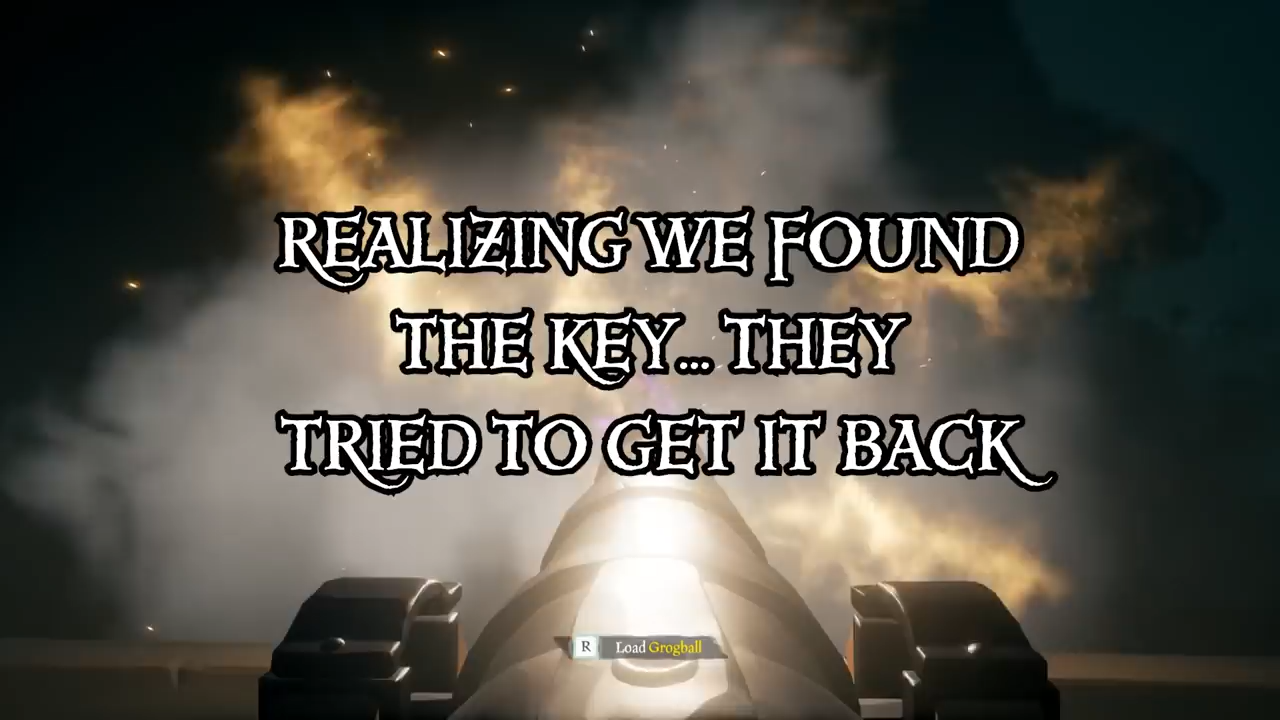 REALIZING WE FOUND
THE KEY... THEY
TRIED TO GET IT BACK
R Load Grogball